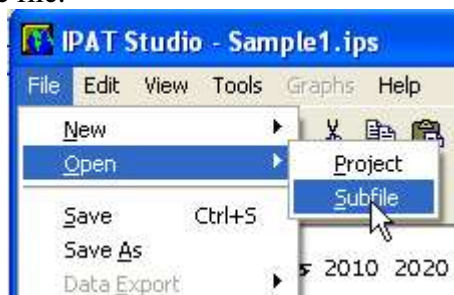 e file.
IPAT Studio - Sample1.ips
File Edit View Tools Graphs Help
New
Open Project
Subfile
Save Ctrl+S
Save As
s 2010 2020
Data Export